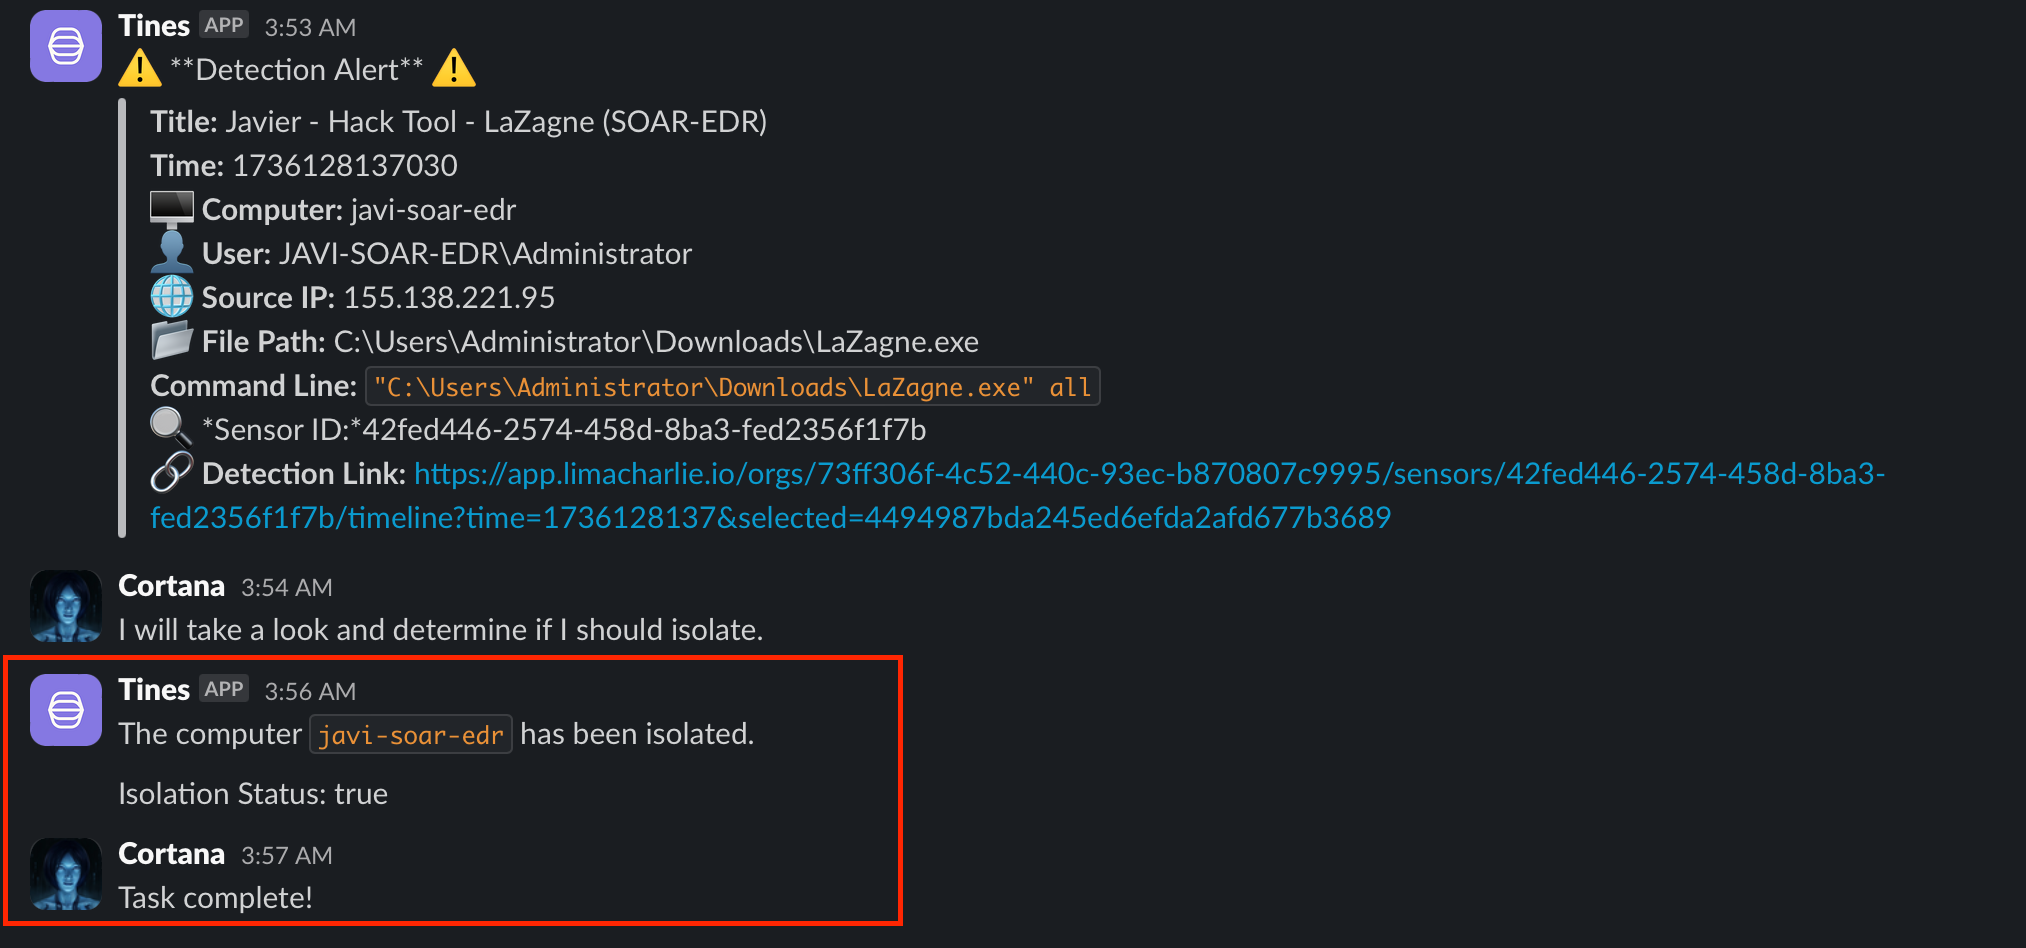 Tines APP 3:53 AM
**Detection Alert**
Title: Javier - Hack Tool - LaZagne (SOAR-EDR)
Time: 1736128137030
Computer: javi-soar-edr
User: JAVI-SOAR-EDR\Administrator
Source IP: 155.138.221.95
File Path: C:\Users\Administrator\Downloads\LaZagne.exe
Command Line: "C:\Users\Administrator\Downloads\LaZagne.exe" all
*Sensor ID:*42fed446-2574-458d-8ba3-fed2356f1f7b
Detection Link: https://app.limacharlie.io/orgs/73ff306f-4c52-440c-93ec-b870807c9995/sensors/42fed446-2574-458d-8ba3-
fed2356f1f7b/timeline?time=1736128137&selected=4494987bda245ed6efda2afd677b3689
Cortana 3:54 AM
I will take a look and determine if I should isolate.
Tines APP 3:56 AM
The computer javi-soar-edr has been isolated.
Isolation Status: true
Cortana 3:57 AM
Task complete!